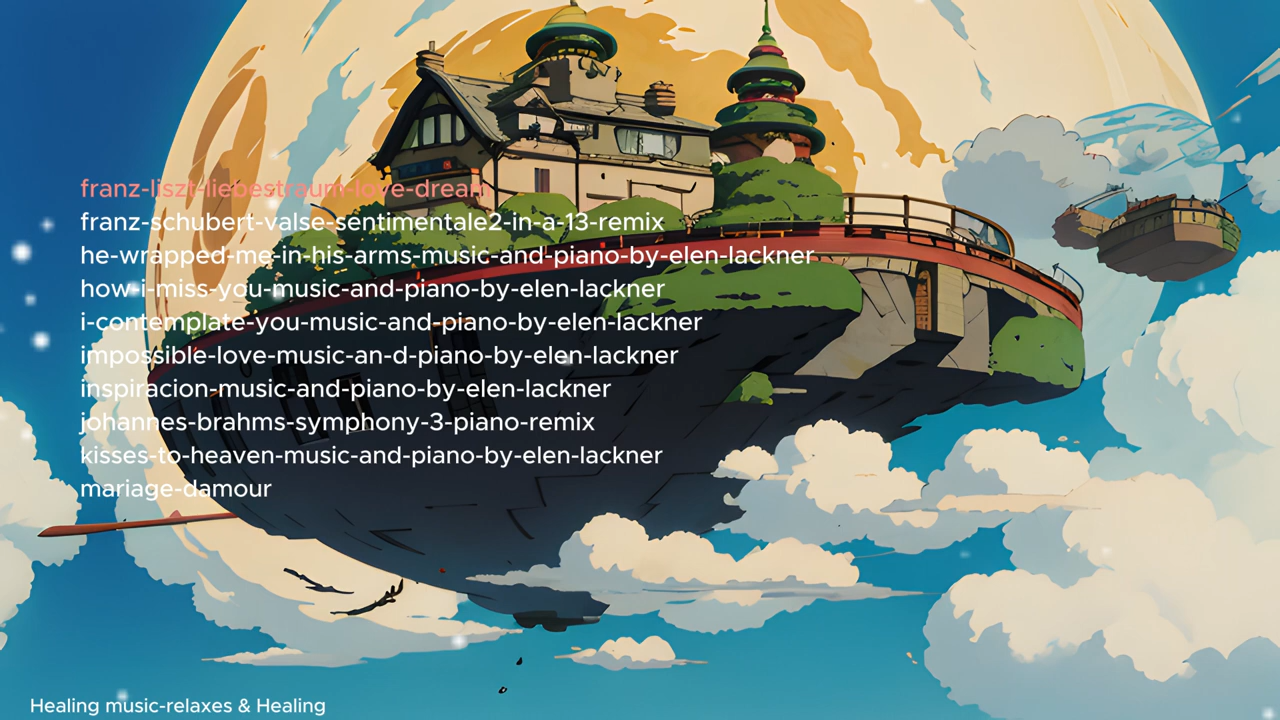 franz-liszt-liebestraum-love-dream
franz-schubert-valse-sentimentale2-in-a-13-remix
he-wrapped-me-in-his-arms-music-and-piano-by-elen-lackner
how-i-miss-you-music-and-piano-by-elen-lackner
i-contemplate-you-music-and-piano-by-elen-lackner
impossible-love-music-an-d-piano-by-elen-lackner
inspiracion-music-and-piano-by-elen-lackner
johannes-brahms-symphony-3-piano-remix
kisses-to-heaven-music-and-piano-by-elen-lackner
mariage-damour
Healing music-relaxes & Healing